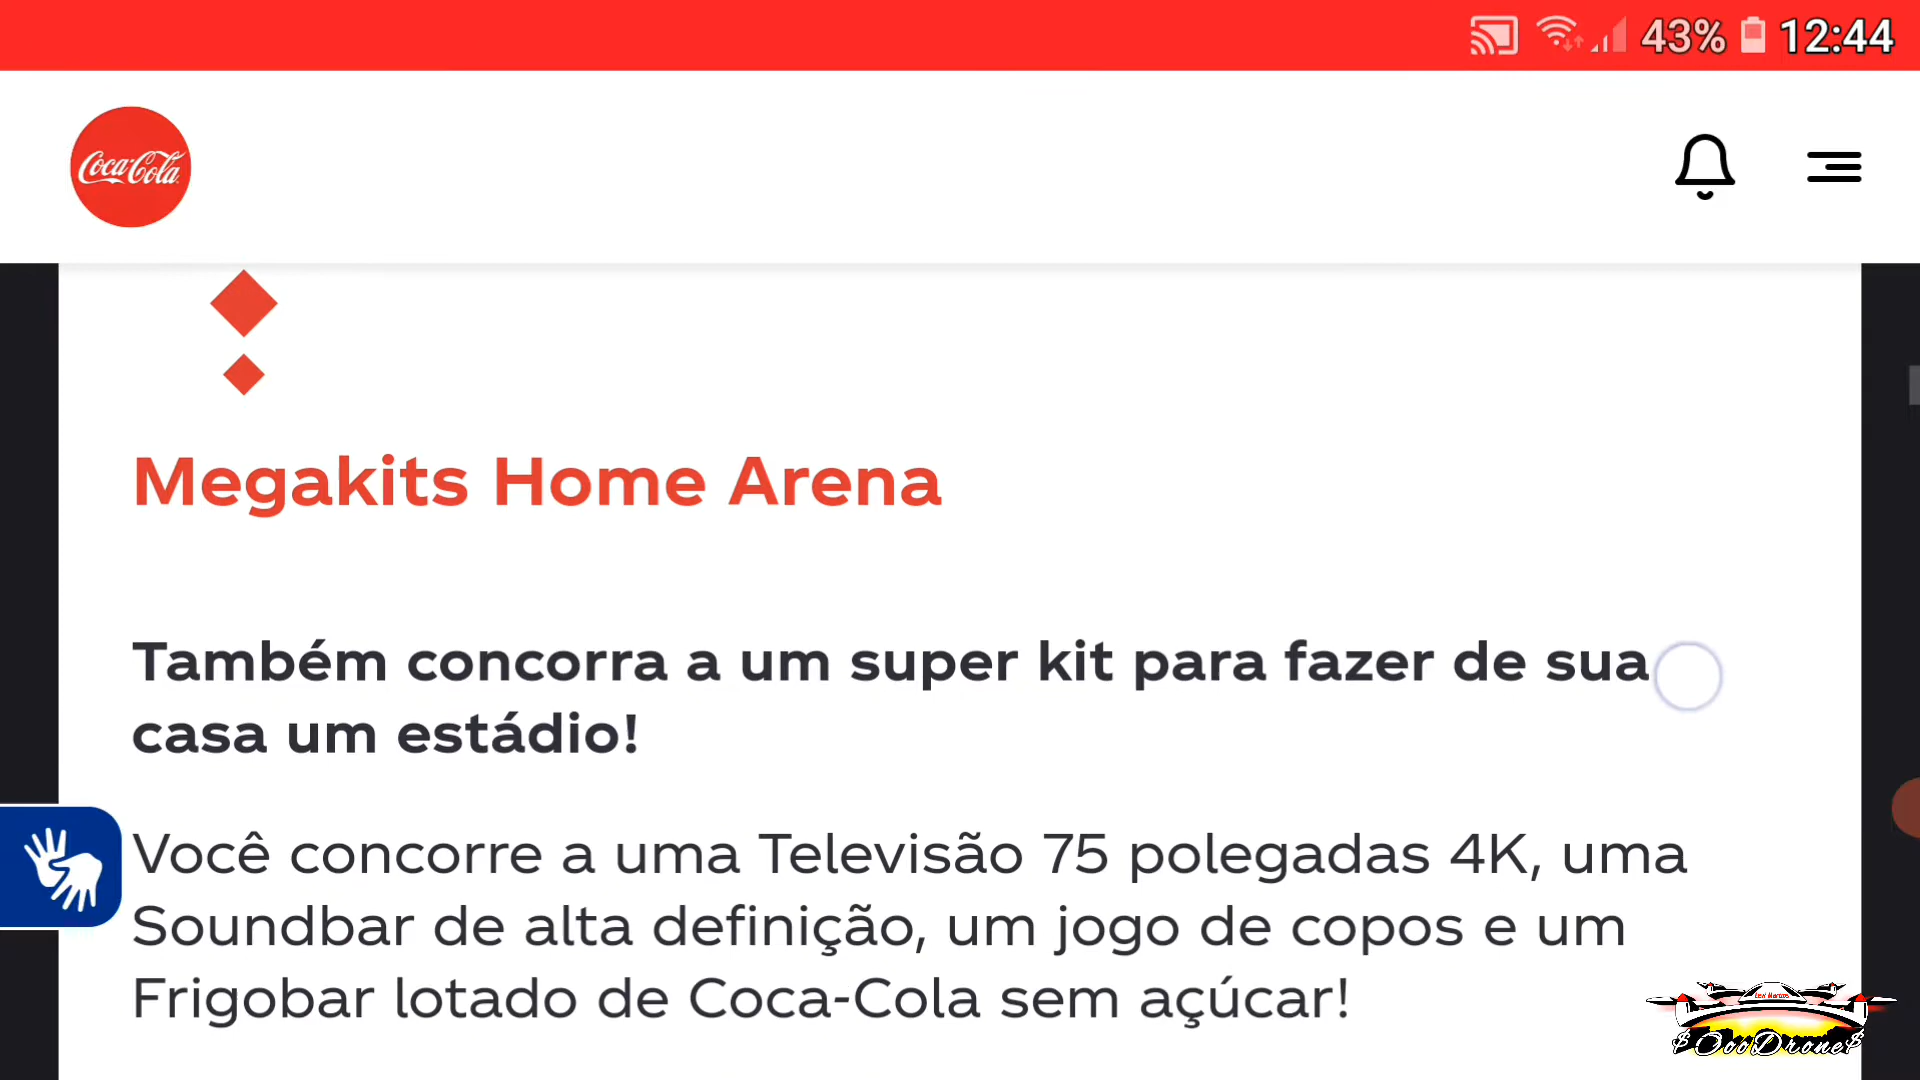 43% 12:44
Coca-Cola
Megakits Home Arena
Também concorra a um super kit para fazer de sua
casa um estádio!
Você concorre a uma Televisão 75 polegadas 4K, uma
Soundbar de alta definição, um jogo de copos e um
Frigobar lotado de Coca-Cola sem açúcar!
$OooDrone$